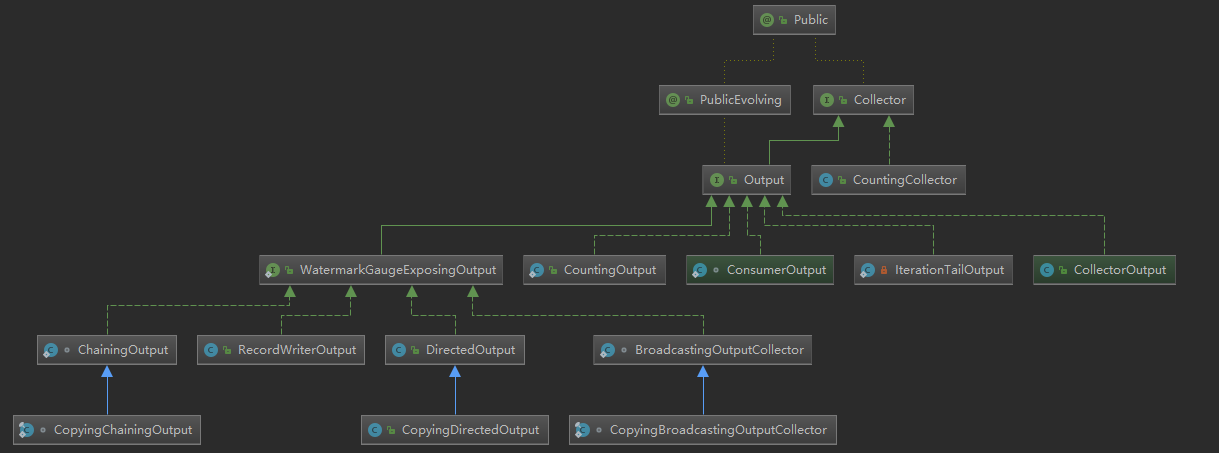 Public
PublicEvolving
Collector
Output
CountingCollector
WatermarkGaugeExposingOutput
CountingOutput
ConsumerOutput
IterationTailOutput
CollectorOutput
ChainingOutput
RecordWriterOutput
DirectedOutput
BroadcastingOutputCollector
CopyingChainingOutput
CopyingDirectedOutput
CopyingBroadcastingOutputCollector